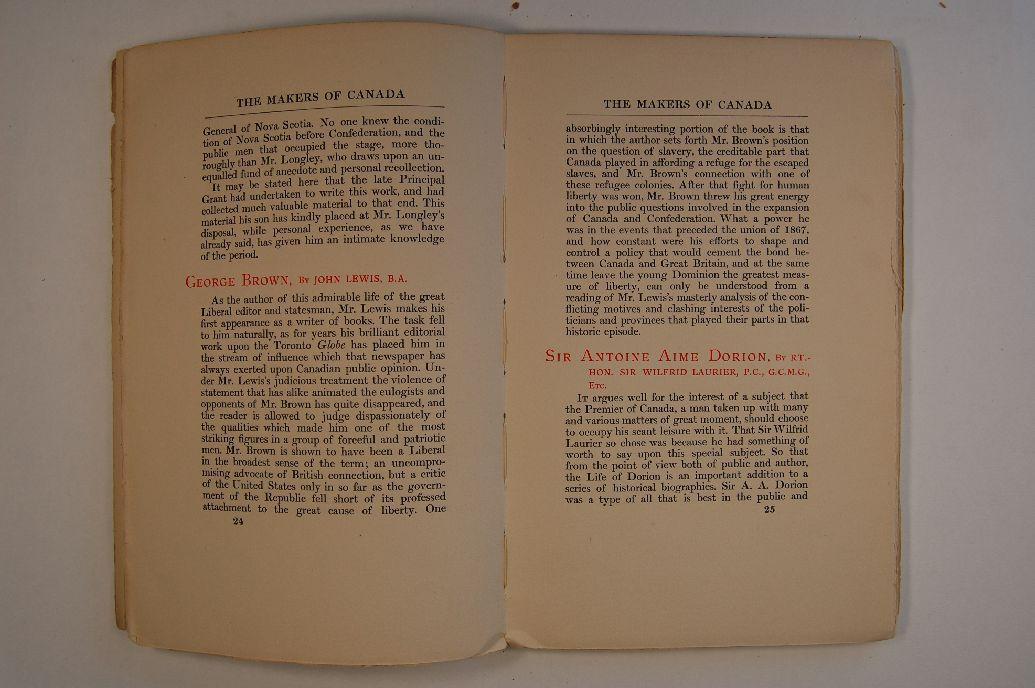 THE MAKERS OF CANADA
General of Nova Scotia. No one knew the condi-
tion of Nova Scotia before Confederation, and the
public men that occupied the stage, more tho-
roughly than Mr. Longley, who draws upon an un-
equalled fund of anecdote and personal recollection.
It may be stated here that the late Principal
Grant had undertaken to write this work, and had
collected much valuable material to that end. This
material his son has kindly placed at Mr. Longley's
disposal, while personal experience, as we have
already said, has given him an intimate knowledge
of the period.
GEORGE BROWN, BY JOHN LEWIS, B.A.
As the author of this admirable life of the great
Liberal editor and statesman, Mr. Lewis makes his
first appearance as a writer of books. The task fell
to him naturally, as for years his brilliant editorial
work upon the Toronto Globe has placed him in
the stream of influence which that newspaper has
always exerted upon Canadian public opinion. Un-
der Mr. Lewis's judicious treatment the violence of
statement that has alike animated the eulogists and
opponents of Mr. Brown has quite disappeared, and
the reader is allowed to judge dispassionately of
the qualities which made him one of the most
striking figures in a group of forceful and patriotic
men. Mr. Brown is shown to have been a Liberal
in the broadest sense of the term; an uncompro-
mising advocate of British connection, but a critic
of the United States only in so far as the govern-
ment of the Republic fell short of its professed
attachment to the great cause of liberty. One
24
THE MAKERS OF CANADA
absorbingly interesting portion of the book is that
in which the author sets forth Mr. Brown's position
on the question of slavery, the creditable part that
Canada played in affording a refuge for the escaped
slaves, and Mr. Brown's connection with one of
these refugee colonies. After that fight for human
liberty was won, Mr. Brown threw his great energy
into the public questions involved in the expansion
of Canada and Confederation. What a power he
was in the events that preceded the union of 1867,
and how constant were his efforts to shape and
control a policy that would cement the bond be-
tween Canada and Great Britain, and at the same
time leave the young Dominion the greatest meas-
ure of liberty, can only be understood from a
reading of Mr. Lewis's masterly analysis of the con-
flicting motives and clashing interests of the poli-
ticians and provinces that played their parts in that
historic episode.
SIR ANTOINE AIME DORION, BY RT.-
HON. SIR WILFRID LAURIER, P.C., G.C.M.G.,
ETC.
IT argues well for the interest of a subject that
the Premier of Canada, a man taken up with many
and various matters of great moment, should choose
to occupy his scant leisure with it. That Sir Wilfrid
Laurier so chose was because he had something of
worth to say upon this special subject. So that
from the point of view both of public and author,
the Life of Dorion is an important addition to a
series of historical biographies. Sir A. A. Dorion
was a type of all that is best in the public and
25